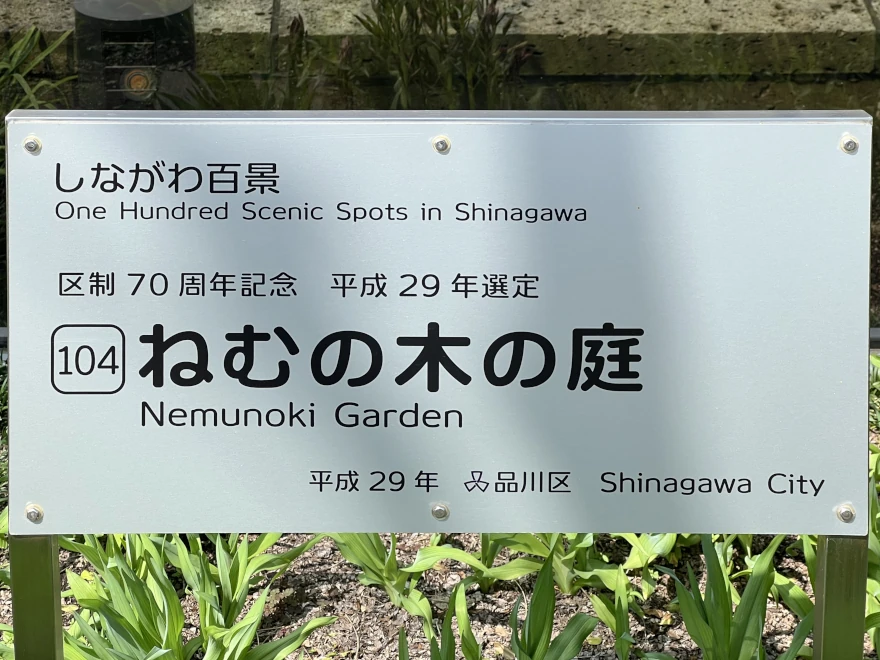 しながわ百景
One Hundred Scenic Spots in Shinagawa
区制 70 周年記念　平成 29 年選定
104 ねむの木の庭
Nemunoki Garden
平成 29 年　品川区　Shinagawa City